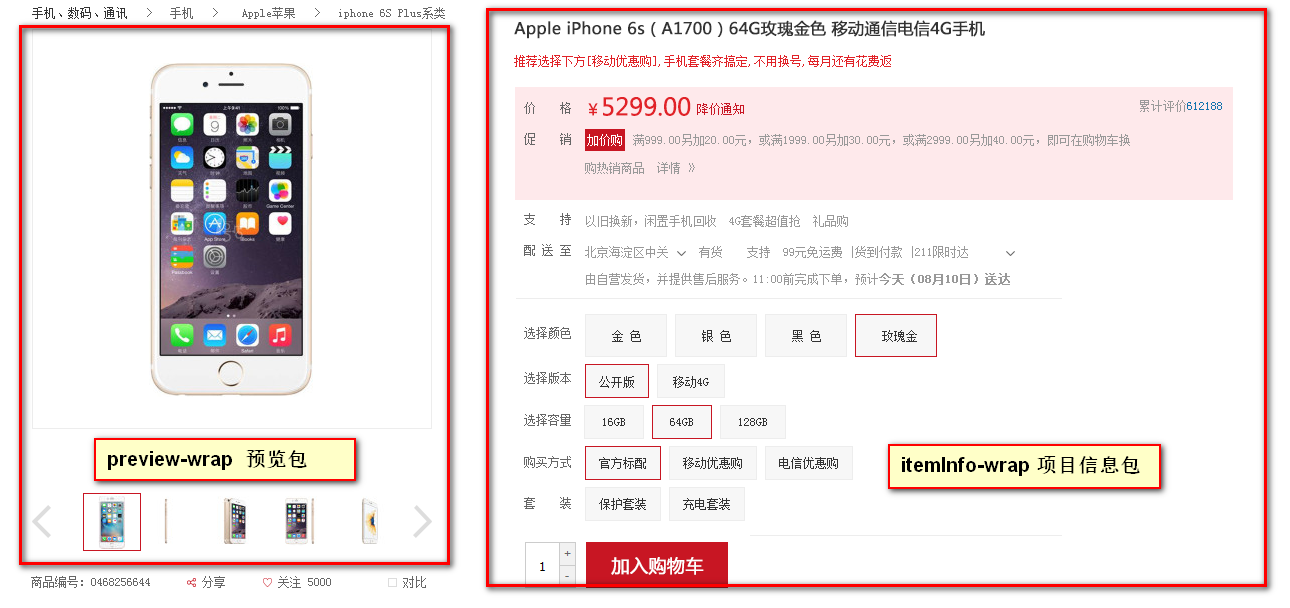 手机、数码、通讯 > 手机 > Apple苹果 > iphone 6S Plus系类
preview-wrap 预览包
商品编号: 0468256644 分享 关注 5000 对比
Apple iPhone 6s（A1700）64G玫瑰金色 移动通信电信4G手机
推荐选择下方[移动优惠购],手机套餐齐搞定,不用换号,每月还有花费返
价 格 ￥5299.00 降价通知 累计评价612188
促 销 加价购 满999.00另加20.00元，或满1999.00另加30.00元，或满2999.00另加40.00元，即可在购物车换
购热销商品 详情 》
支 持 以旧换新，闲置手机回收 4G套餐超值抢 礼品购
配 送 至 北京海淀区中关 有货 支持 99元免运费 |货到付款 |211限时达
由自营发货，并提供售后服务。11:00前完成下单，预计今天（08月10日）送达
选择颜色 金 色 银 色 黑 色 玫瑰金
选择版本 公开版 移动4G
选择容量 16GB 64GB 128GB
购买方式 官方标配 移动优惠购 电信优惠购
itemInfo-wrap 项目信息包
套 装 保护套装 充电套装
1 + - 加入购物车